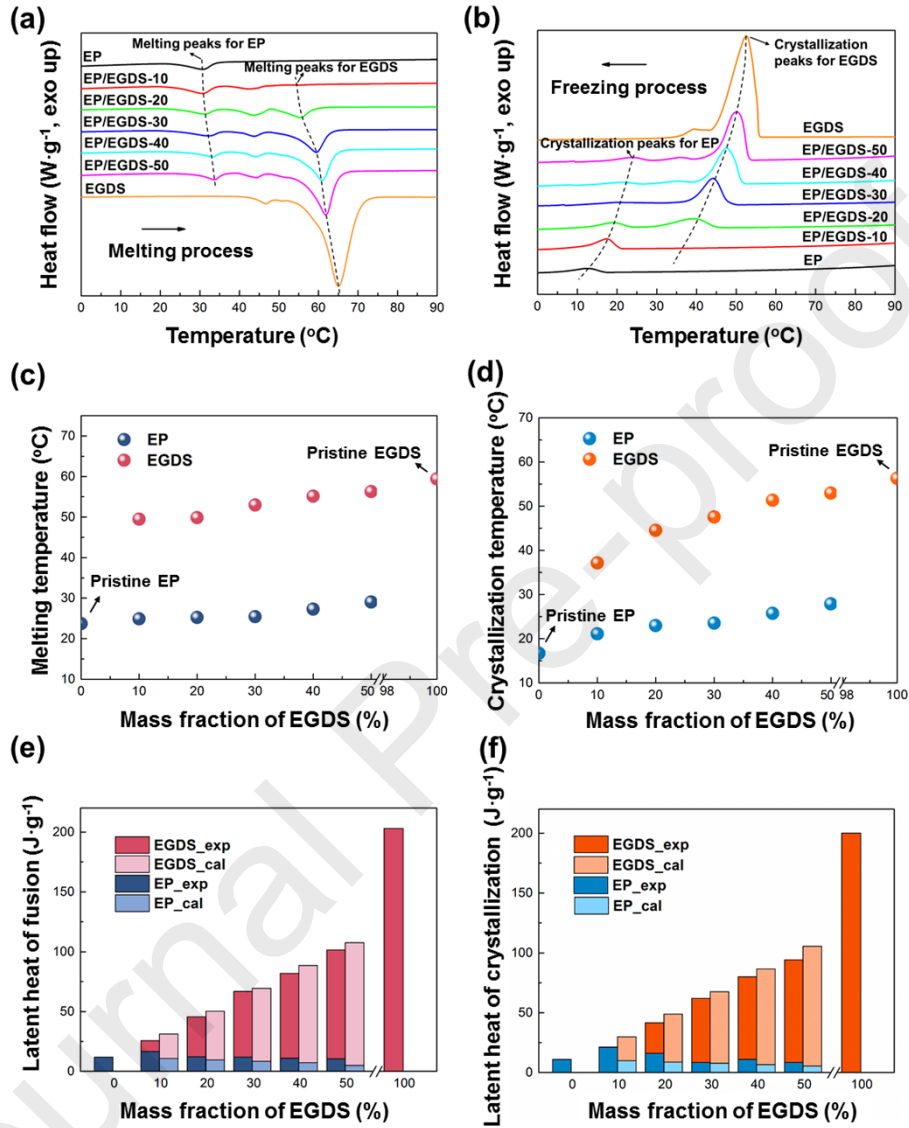 (a)
Heat flow (W·g⁻¹, exo up)
EP
EP/EGDS-10
EP/EGDS-20
EP/EGDS-30
EP/EGDS-40
EP/EGDS-50
EGDS
Melting peaks for EP
Melting peaks for EGDS
Melting process
0 10 20 30 40 50 60 70 80 90
Temperature (°C)
(b)
Heat flow (W·g⁻¹, exo up)
Crystallization
peaks for EGDS
Freezing process
Crystallization peaks for EP
EGDS
EP/EGDS-50
EP/EGDS-40
EP/EGDS-30
EP/EGDS-20
EP/EGDS-10
EP
0 10 20 30 40 50 60 70 80 90
Temperature (°C)
(c)
Melting temperature (°C)
70
60
50
40
30
20
10
EP
EGDS
Pristine EGDS
Pristine EP
0 10 20 30 40 50 98 100
Mass fraction of EGDS (%)
(d)
Crystallization temperature (°C)
70
60
50
40
30
20
10
EP
EGDS
Pristine EGDS
Pristine EP
0 10 20 30 40 50 98 100
Mass fraction of EGDS (%)
(e)
Latent heat of fusion (J·g⁻¹)
200
150
100
50
0
EGDS_exp
EGDS_cal
EP_exp
EP_cal
0 10 20 30 40 50 100
Mass fraction of EGDS (%)
(f)
Latent heat of crystallization (J·g⁻¹)
200
150
100
50
0
EGDS_exp
EGDS_cal
EP_exp
EP_cal
0 10 20 30 40 50 100
Mass fraction of EGDS (%)
urnal Pre-proof